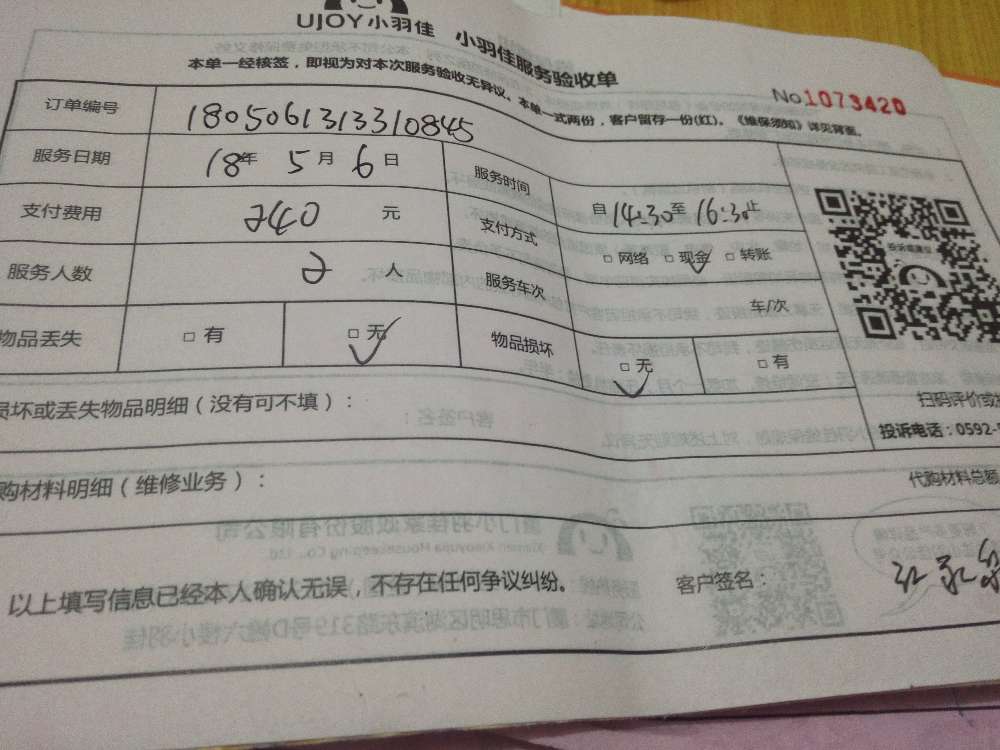 UJOY小羽佳 小羽佳服务验收单
本单一经核签，即视为对本次服务验收无异议。本单一式两份，客户留存一份(红)。《维保须知》详见背面。
No1073420
订单编号 1805061313310845
服务日期 18年 5月 6日 服务时间 自14:30至16:30止
支付费用 240 元 支付方式 □网络 □现金 □转账
服务人数 2 人 服务车次 车/次
物品丢失 □有 □无 物品损坏 □无 □有
投诉或建议
扫码评价或
投诉电话：0592-
损坏或丢失物品明细（没有可不填）：
购材料明细（维修业务）： 代购材料总额
以上填写信息已经本人确认无误，不存在任何争议纠纷。 客户签名：